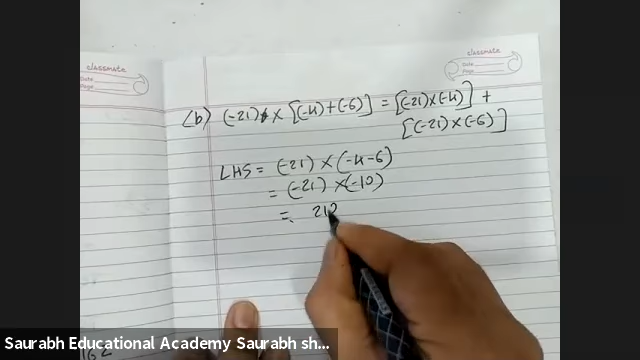 classmate
Date
Page
classmate
Date
Page
(b) (-21) × [(-4)+(-6)] = [(-21)×(-4)] +
[(-21)×(-6)]
LHS = (-21) × (-4-6)
= (-21) × (-10)
= 210
Saurabh Educational Academy Saurabh sh...